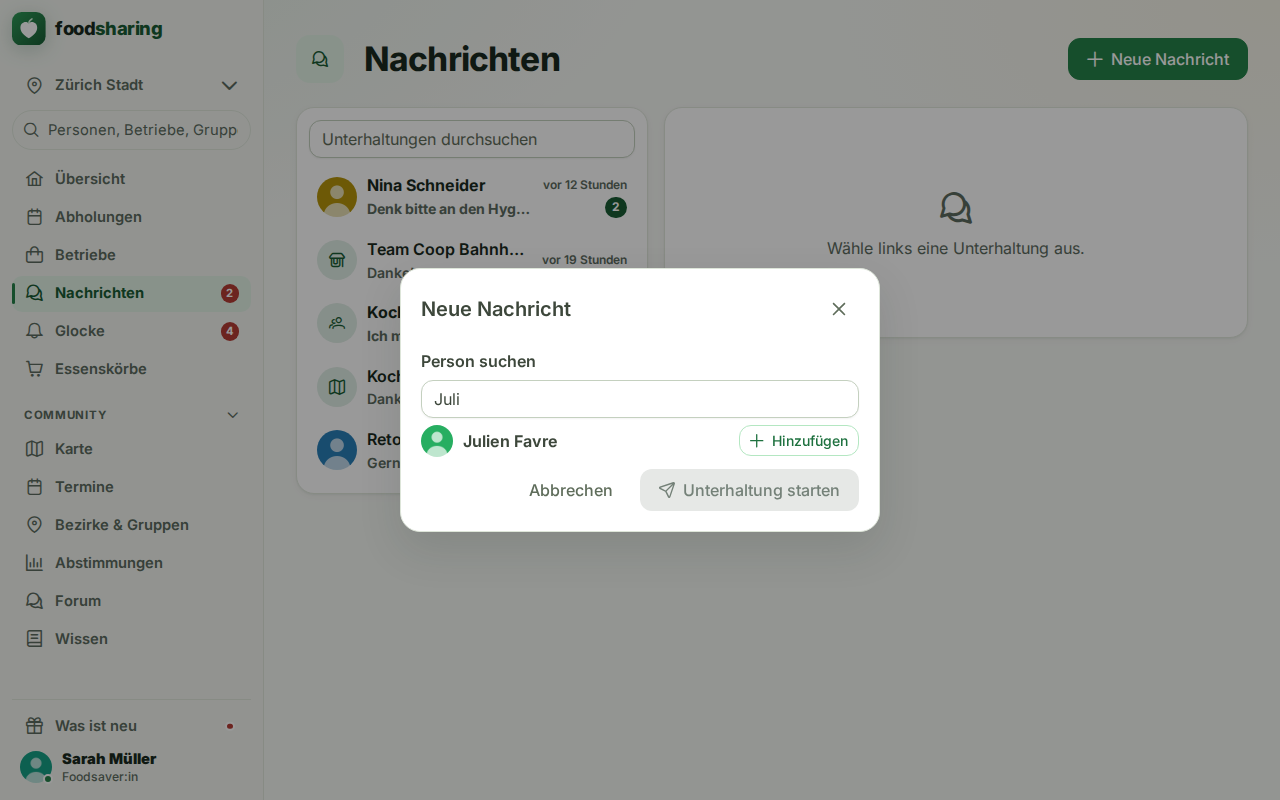 foodsharing
Zürich Stadt
Personen, Betriebe, Grupp
Übersicht
Abholungen
Betriebe
Nachrichten 2
Glocke 4
Essenskörbe
COMMUNITY
Karte
Termine
Bezirke & Gruppen
Abstimmungen
Forum
Wissen
Was ist neu
Sarah Müller
Foodsaver:in
Nachrichten
Neue Nachricht
Unterhaltungen durchsuchen
Nina Schneider vor 12 Stunden
Denk bitte an den Hyg… 2
Team Coop Bahnh… vor 19 Stunden
Wähle links eine Unterhaltung aus.
Neue Nachricht
Person suchen
Juli
Julien Favre Hinzufügen
Abbrechen Unterhaltung starten